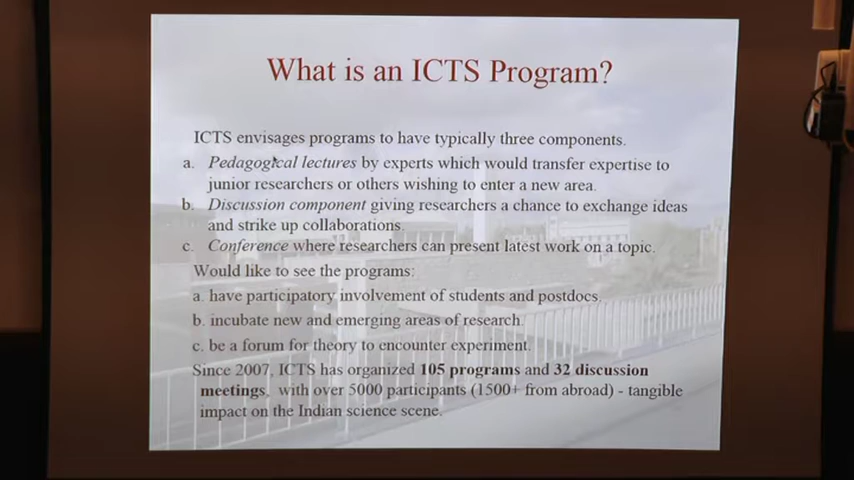 What is an ICTS Program?
ICTS envisages programs to have typically three components.
a. Pedagogical lectures by experts which would transfer expertise to
junior researchers or others wishing to enter a new area.
b. Discussion component giving researchers a chance to exchange ideas
and strike up collaborations.
c. Conference where researchers can present latest work on a topic.
Would like to see the programs:
a. have participatory involvement of students and postdocs.
b. incubate new and emerging areas of research.
c. be a forum for theory to encounter experiment.
Since 2007, ICTS has organized 105 programs and 32 discussion
meetings, with over 5000 participants (1500+ from abroad) - tangible
impact on the Indian science scene.